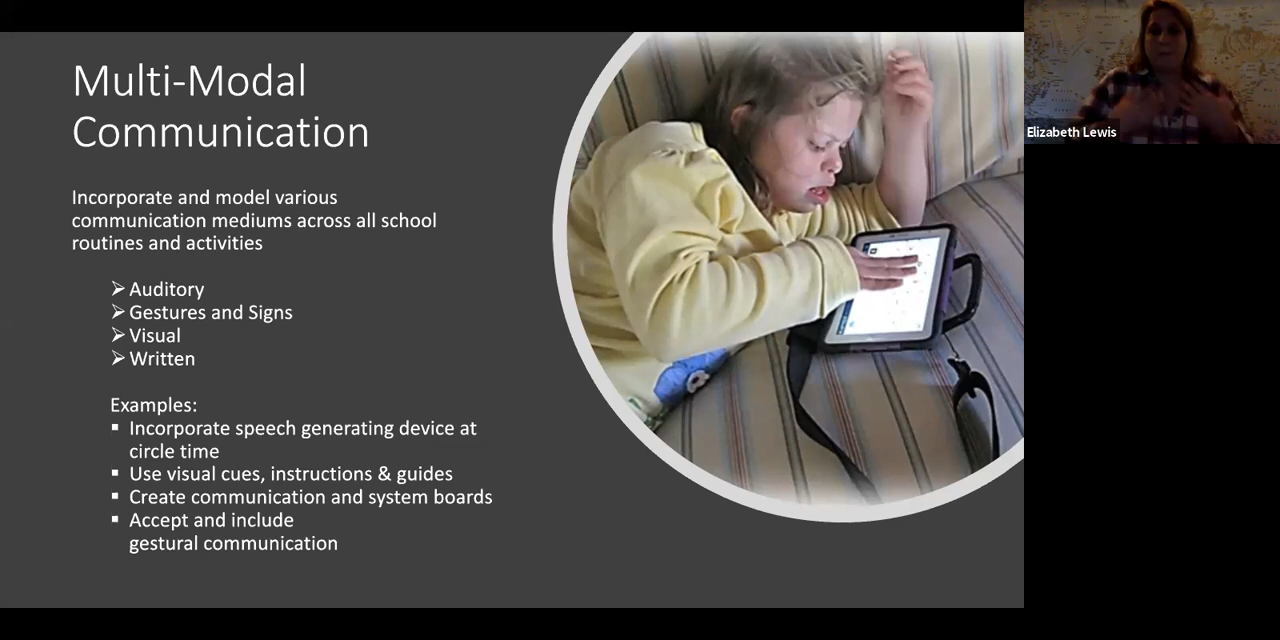 Multi-Modal
Communication
Incorporate and model various
communication mediums across all school
routines and activities
Auditory
Gestures and Signs
Visual
Written
Examples:
Incorporate speech generating device at
circle time
Use visual cues, instructions & guides
Create communication and system boards
Accept and include
gestural communication
Elizabeth Lewis